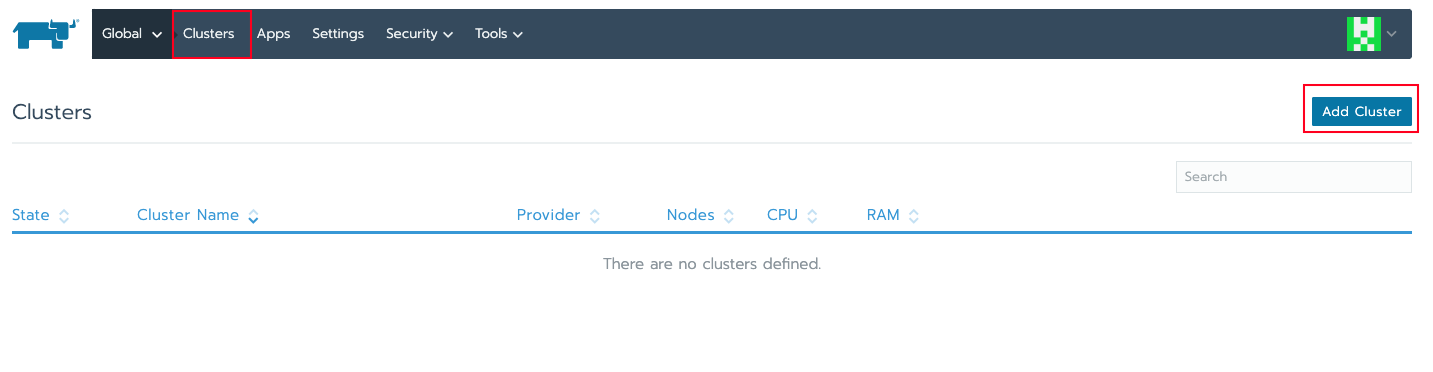 Global Clusters Apps Settings Security Tools
Clusters
Add Cluster
Search
State Cluster Name Provider Nodes CPU RAM
There are no clusters defined.